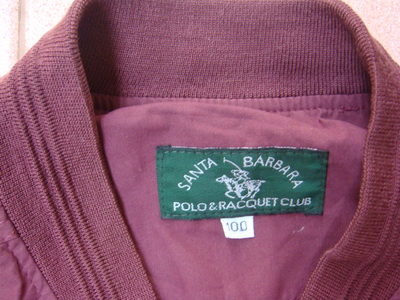 SANTA BARBARA
POLO & RACQUET CLUB
100